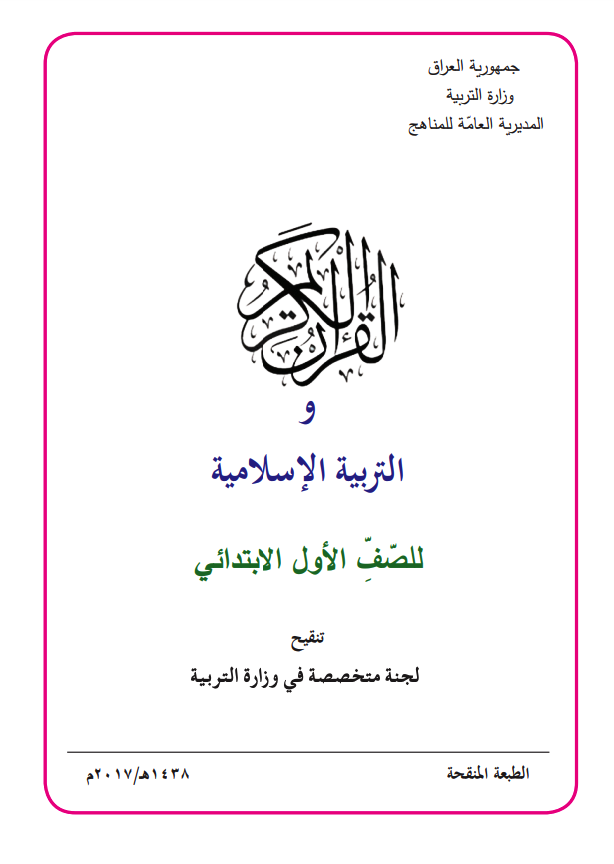 جمهورية العراق
وزارة التربية
المديرية العامّة للمناهج
القرآن الكريم
و
التربية الإسلامية
للصّفِّ الأول الابتدائي
تنقيح
لجنة متخصصة في وزارة التربية
الطبعة المنقحة
١٤٣٨هـ/٢٠١٧م